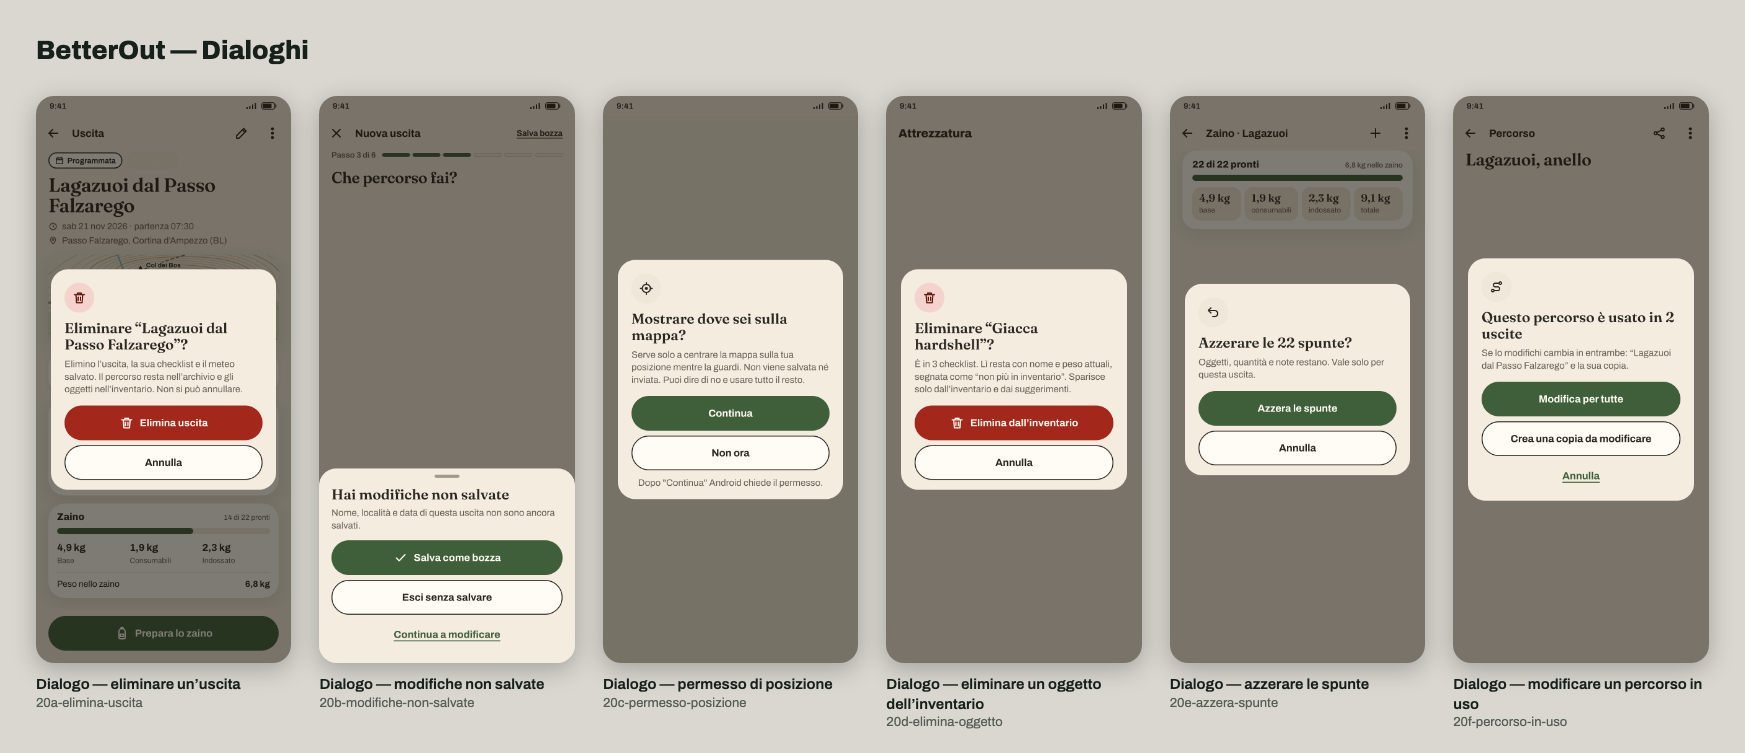 BetterOut — Dialoghi
9:41
Uscita
Programmata
Lagazuoi dal Passo
Falzarego
sab 21 nov 2026 · partenza 07:30
Passo Falzarego, Cortina d'Ampezzo (BL)
Col dei Bos
Eliminare “Lagazuoi dal
Passo Falzarego”?
Elimino l'uscita, la sua checklist e il meteo
salvato. Il percorso resta nell'archivio e gli
oggetti nell'inventario. Non si può annullare.
Elimina uscita
Annulla
Zaino
14 di 22 pronti
4,9 kg
1,9 kg
2,3 kg
Base
Consumabili
Indossato
Peso nello zaino
6,8 kg
Prepara lo zaino
Dialogo — eliminare un'uscita
20a-elimina-uscita
9:41
Nuova uscita
Salva bozza
Passo 3 di 6
Che percorso fai?
Hai modifiche non salvate
Nome, località e data di questa uscita non sono ancora
salvati.
Salva come bozza
Esci senza salvare
Continua a modificare
Dialogo — modifiche non salvate
20b-modifiche-non-salvate
9:41
Mostrare dove sei sulla
mappa?
Serve solo a centrare la mappa sulla tua
posizione mentre la guardi. Non viene salvata né
inviata. Puoi dire di no e usare tutto il resto.
Continua
Non ora
Dopo "Continua" Android chiede il permesso.
Dialogo — permesso di posizione
20c-permesso-posizione
9:41
Attrezzatura
Eliminare “Giacca
hardshell”?
È in 3 checklist. Lì resta con nome e peso attuali,
segnata come “non più in inventario”. Sparisce
solo dall'inventario e dai suggerimenti.
Elimina dall'inventario
Annulla
Dialogo — eliminare un oggetto
dell'inventario
20d-elimina-oggetto
9:41
Zaino · Lagazuoi
22 di 22 pronti
6,8 kg nello zaino
4,9 kg
1,9 kg
2,3 kg
9,1 kg
base
consumabili
indossato
totale
Azzerare le 22 spunte?
Oggetti, quantità e note restano. Vale solo per
questa uscita.
Azzera le spunte
Annulla
Dialogo — azzerare le spunte
20e-azzera-spunte
9:41
Percorso
Lagazuoi, anello
Questo percorso è usato in 2
uscite
Se lo modifichi cambia in entrambe: “Lagazuoi
dal Passo Falzarego” e la sua copia.
Modifica per tutte
Crea una copia da modificare
Annulla
Dialogo — modificare un percorso in
uso
20f-percorso-in-uso